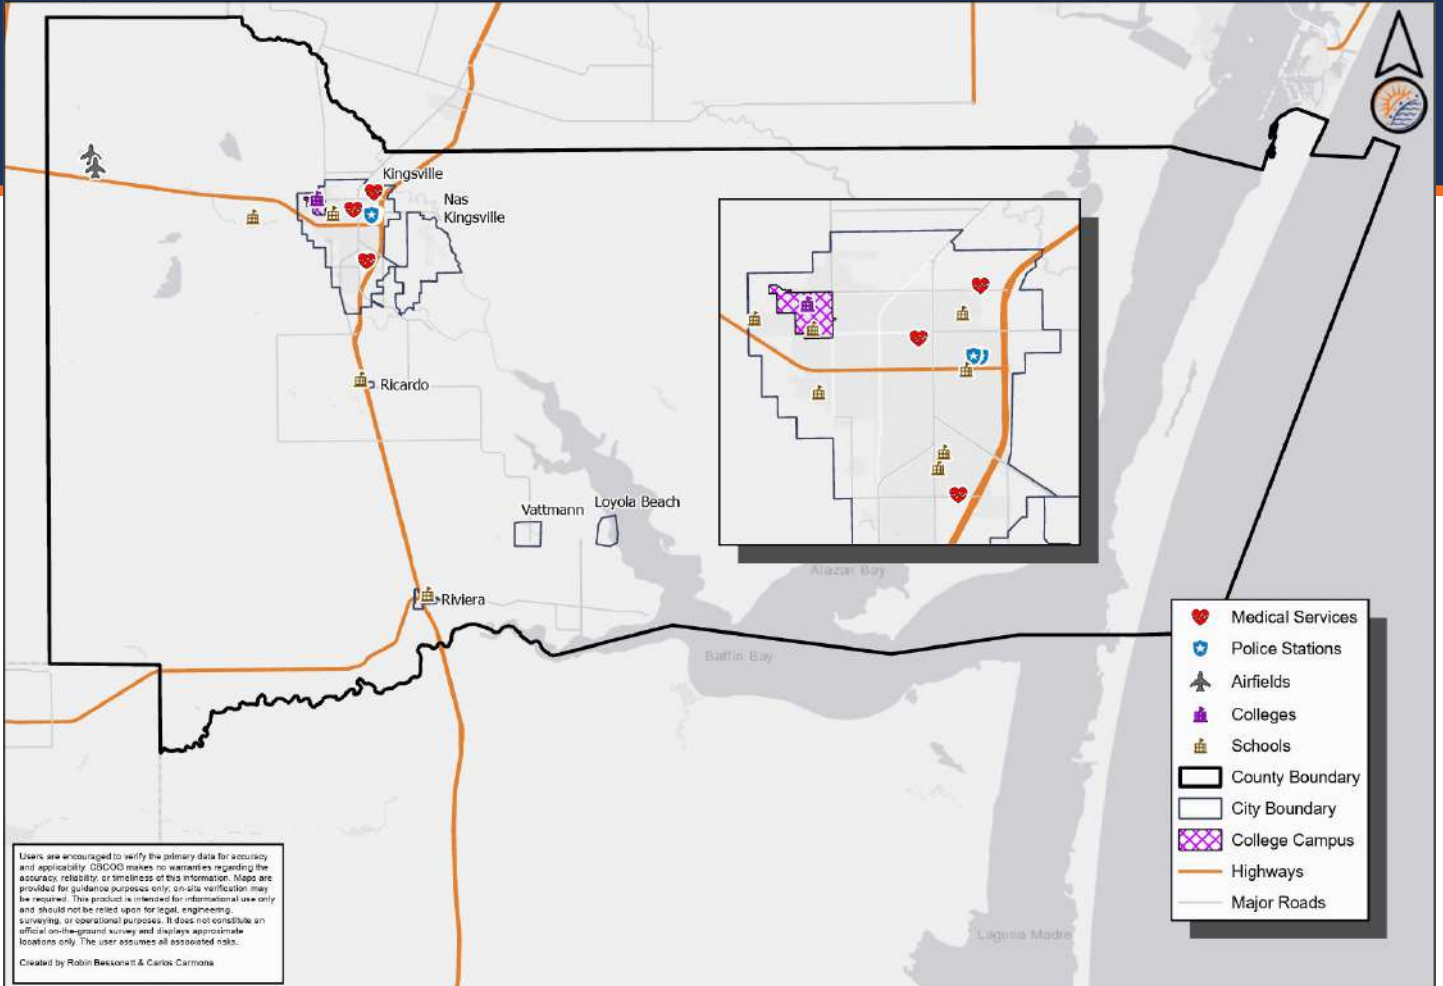 Kingsville
Nas
Kingsville
Ricardo
Vattmann
Loyola Beach
Riviera
Alazan Bay
Baffin Bay
Laguna Madre
Medical Services
Police Stations
Airfields
Colleges
Schools
County Boundary
City Boundary
College Campus
Highways
Major Roads
Users are encouraged to verify the primary data for accuracy
and applicability. CBCOG makes no warranties regarding the
accuracy, reliability, or timeliness of this information. Maps are
provided for guidance purposes only; on-site verification may
be required. This product is intended for informational use only
and should not be relied upon for legal, engineering,
surveying, or operational purposes. It does not constitute an
official on-the-ground survey and displays approximate
locations only. The user assumes all associated risks.
Created by Robin Bessonett & Carlos Carmona